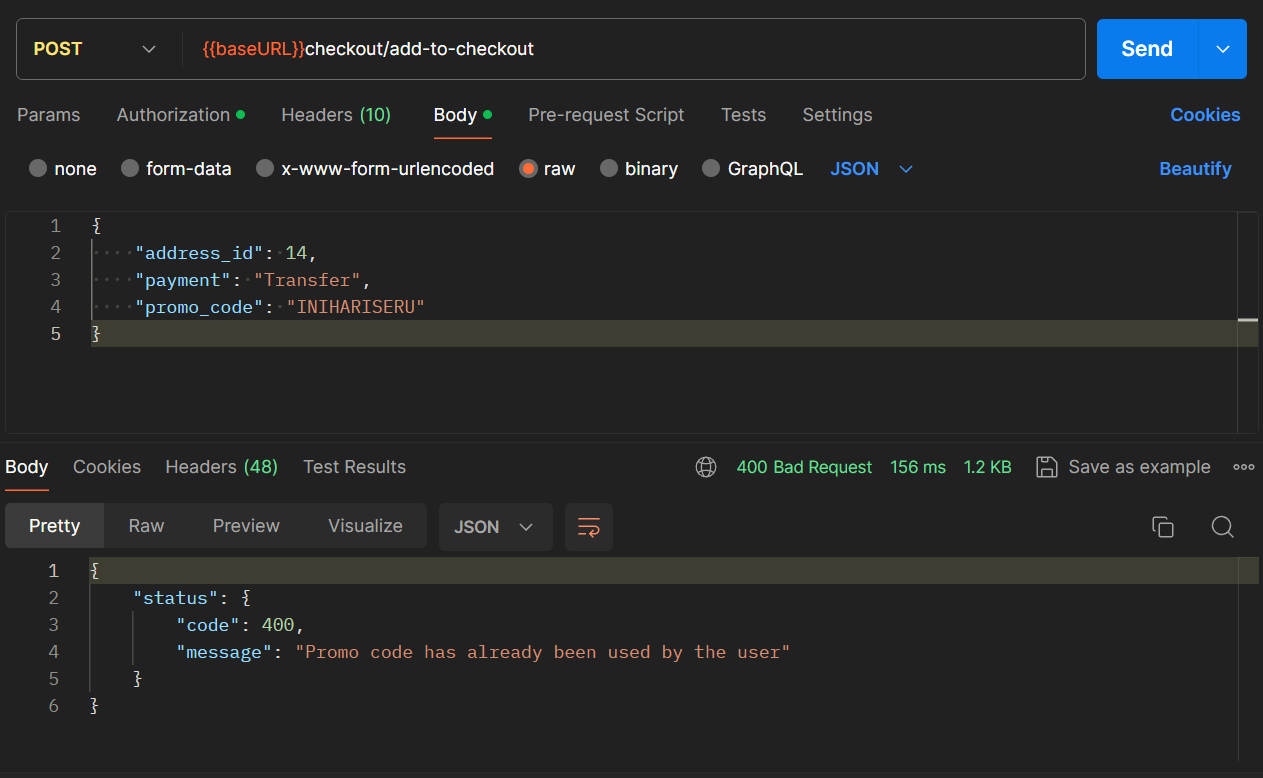 POST {{baseURL}}checkout/add-to-checkout Send
Params Authorization Headers (10) Body Pre-request Script Tests Settings Cookies
none form-data x-www-form-urlencoded raw binary GraphQL JSON Beautify
1 {
2 "address_id": 14,
3 "payment": "Transfer",
4 "promo_code": "INIHARISERU"
5 }
Body Cookies Headers (48) Test Results 400 Bad Request 156 ms 1.2 KB Save as example
Pretty Raw Preview Visualize JSON
1 {
2 "status": {
3 "code": 400,
4 "message": "Promo code has already been used by the user"
5 }
6 }